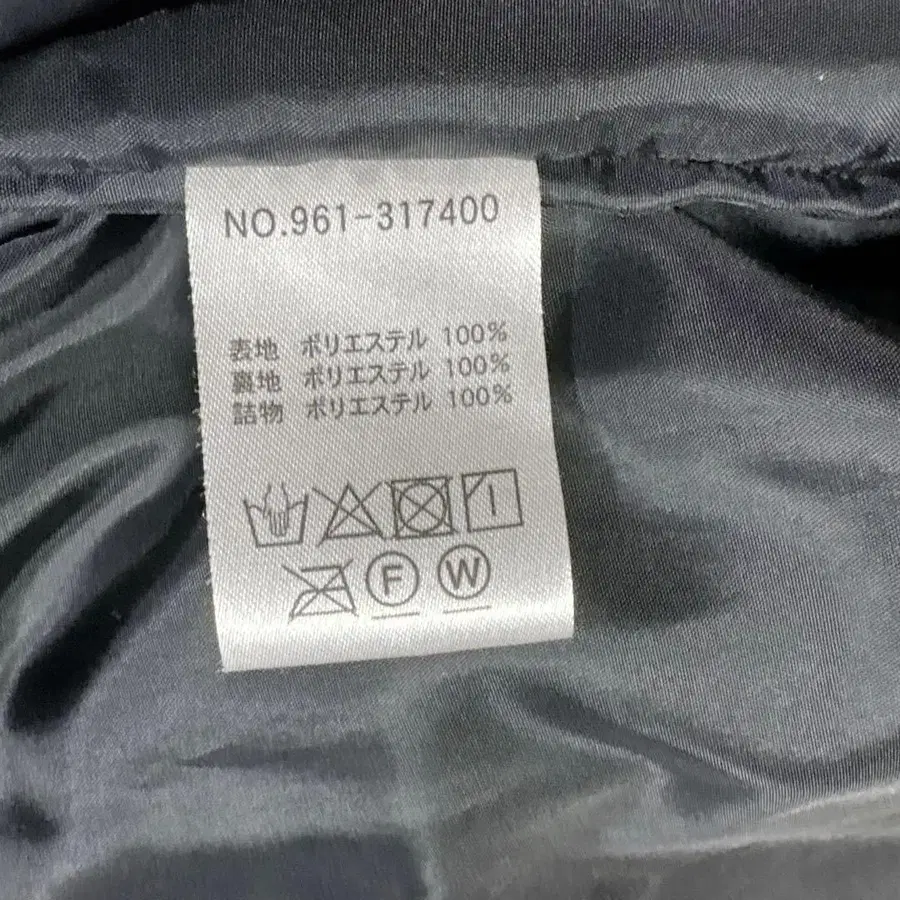 NO.961-317400
表地 ポリエステル 100%
裏地 ポリエステル 100%
詰物 ポリエステル 100%
F W